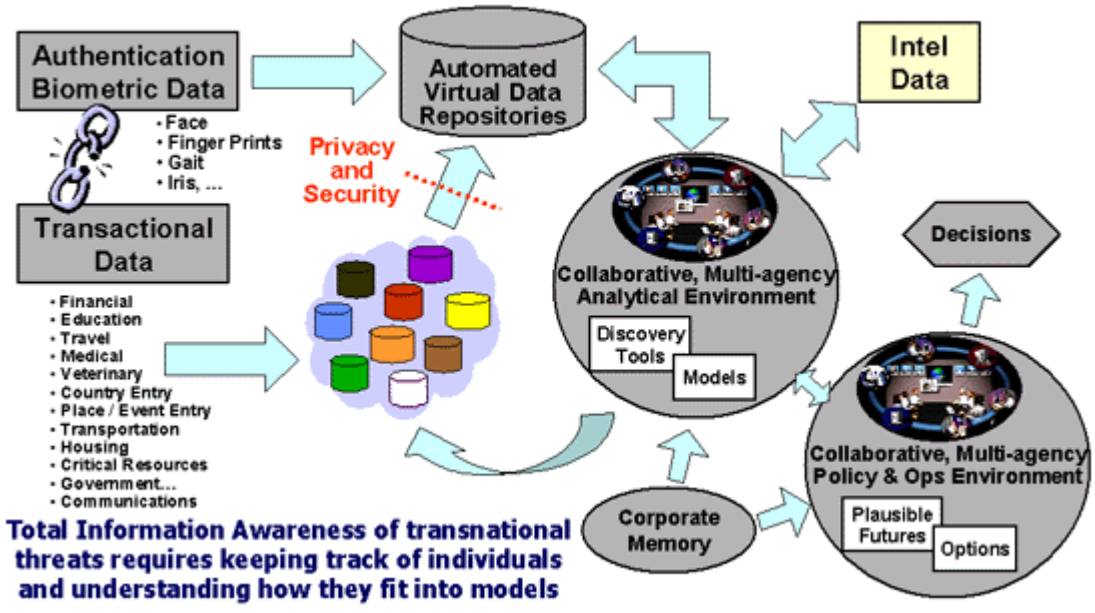 Authentication
Biometric Data
• Face
• Finger Prints
• Gait
• Iris, ...
Transactional
Data
• Financial
• Education
• Travel
• Medical
• Veterinary
• Country Entry
• Place / Event Entry
• Transportation
• Housing
• Critical Resources
• Government...
• Communications
Automated
Virtual Data
Repositories
Privacy
and
Security
Intel
Data
Collaborative, Multi-agency
Analytical Environment
Discovery
Tools
Models
Decisions
Collaborative, Multi-agency
Policy & Ops Environment
Plausible
Futures
Options
Corporate
Memory
Total Information Awareness of transnational
threats requires keeping track of individuals
and understanding how they fit into models